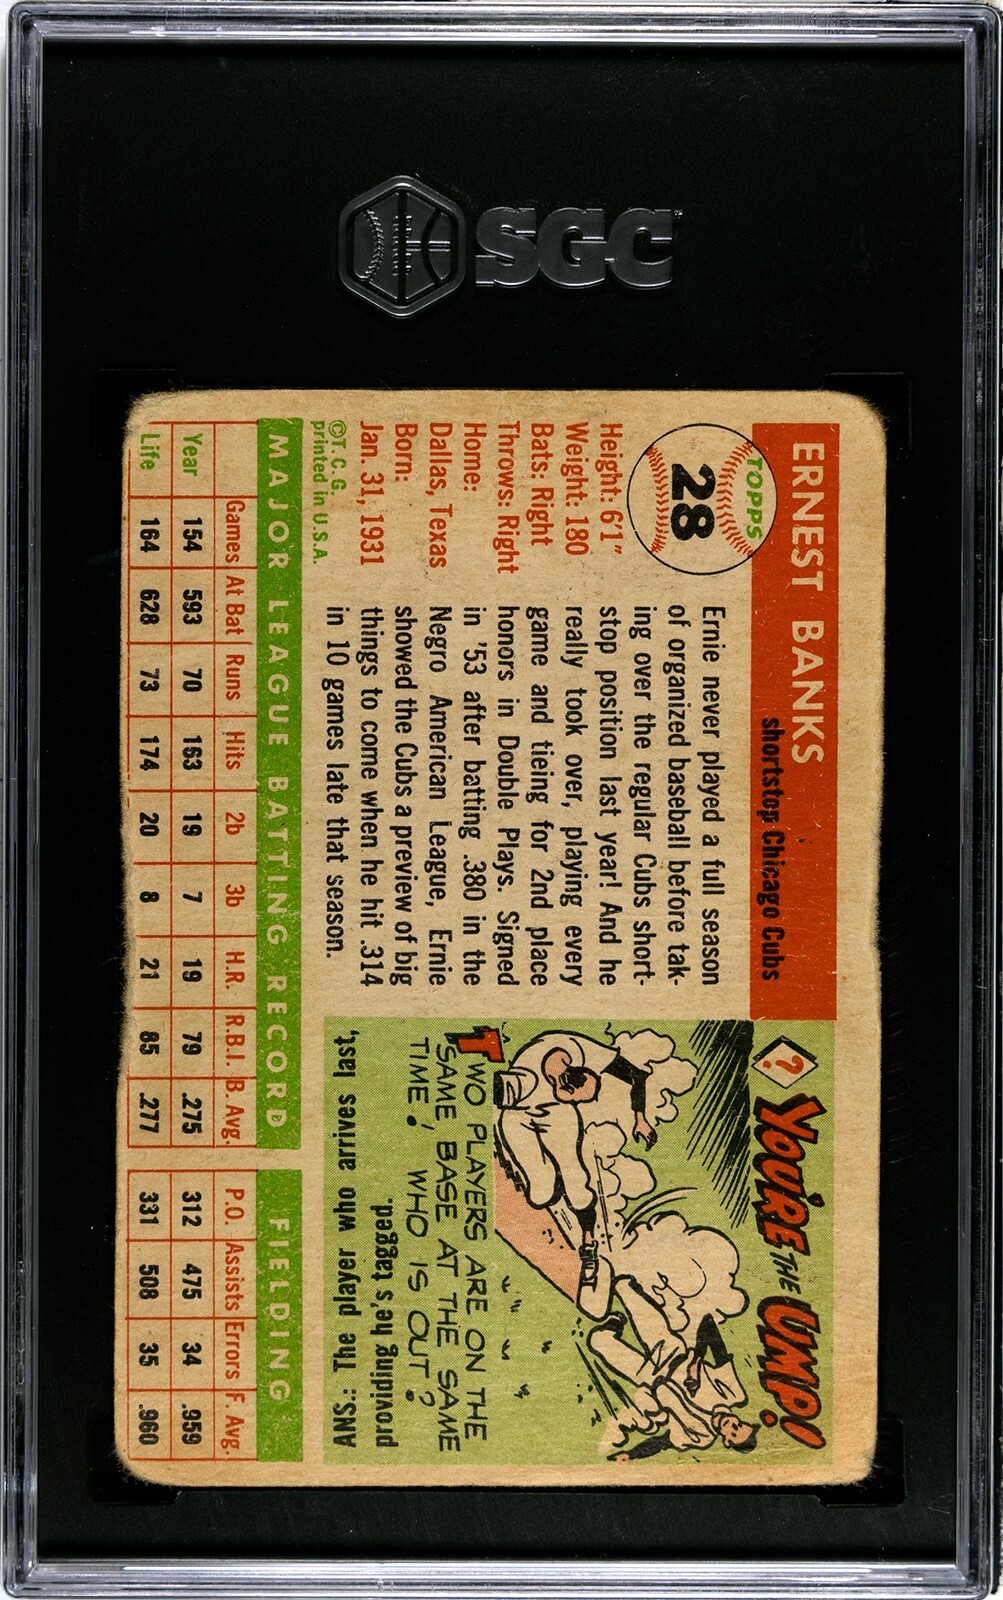 SGC
ERNEST BANKS
shortstop Chicago Cubs
TOPPS
28
Height: 6'1"
Weight: 180
Bats: Right
Throws: Right
Home:
Dallas, Texas
Born:
Jan. 31, 1931
©T.C.G.
printed in U.S.A.
Ernie never played a full season
of organized baseball before tak-
ing over the regular Cubs short-
stop position last year! And he
really took over, playing every
game and tieing for 2nd place
honors in Double Plays. Signed
in '53 after batting .380 in the
Negro American League, Ernie
showed the Cubs a preview of big
things to come when he hit .314
in 10 games late that season.
? YOU'RE THE UMP!
TWO PLAYERS ARE ON THE
SAME BASE AT THE SAME
TIME! WHO IS OUT?
ANS.: The player who arrives last,
providing he's tagged.
MAJOR LEAGUE BATTING RECORD FIELDING
Games At Bat Runs Hits 2b 3b H.R. R.B.I. B. Avg. P.O. Assists Errors F. Avg.
Year 154 593 70 163 19 7 19 79 .275 312 475 34 .959
Life 164 628 73 174 20 8 21 85 .277 331 508 35 .960